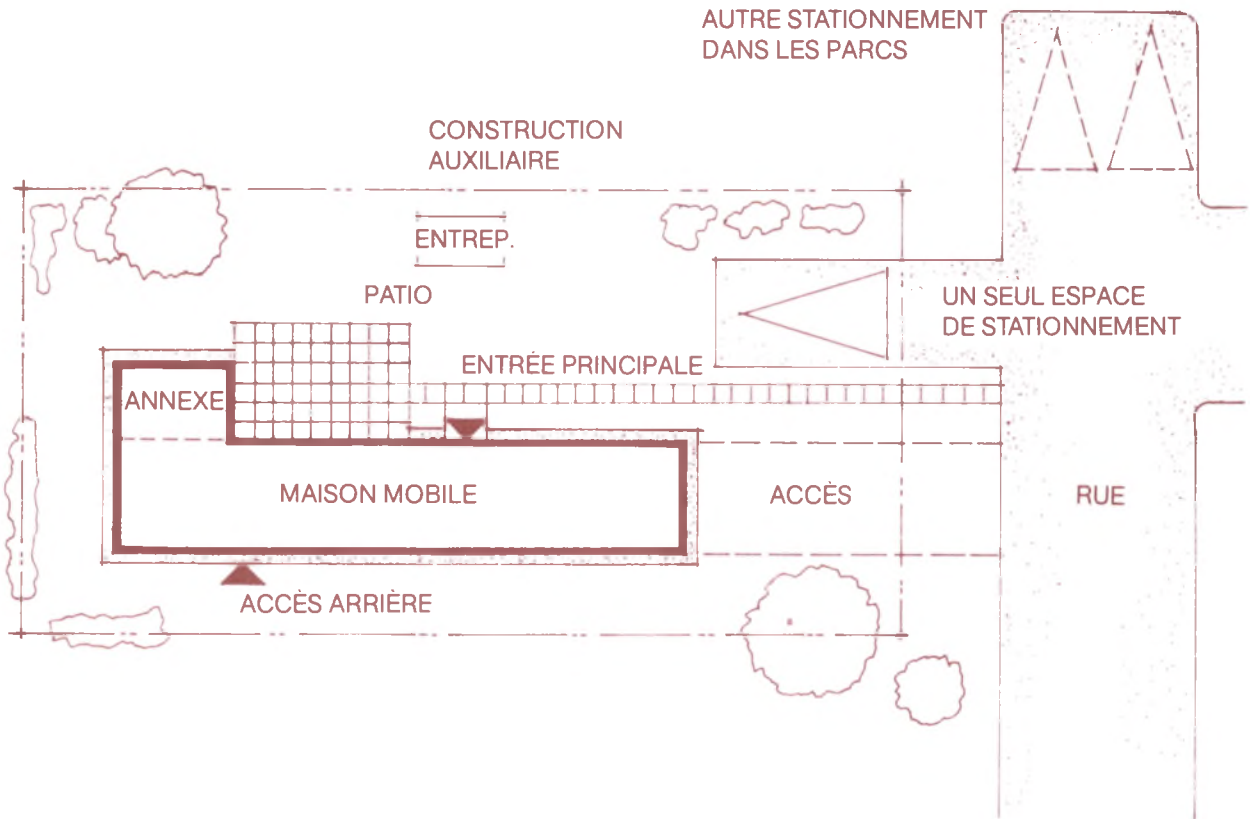 AUTRE STATIONNEMENT
DANS LES PARCS
CONSTRUCTION
AUXILIAIRE
ENTREP.
PATIO
UN SEUL ESPACE
DE STATIONNEMENT
ENTRÉE PRINCIPALE
ANNEXE
MAISON MOBILE
ACCÈS
RUE
ACCÈS ARRIÈRE